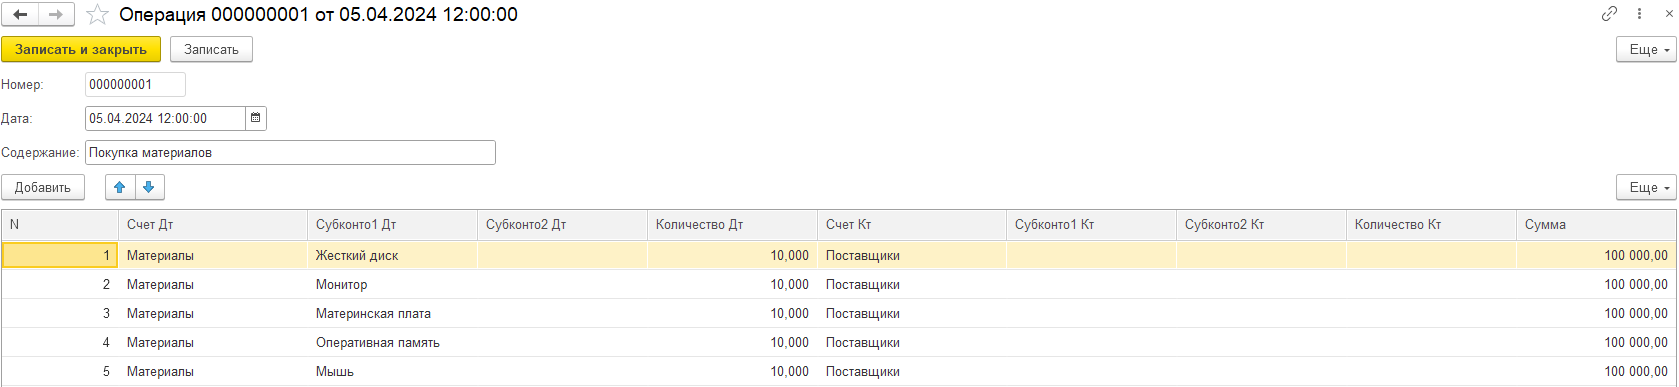 Операция 000000001 от 05.04.2024 12:00:00
Записать и закрыть Записать Еще
Номер: 000000001
Дата: 05.04.2024 12:00:00
Содержание: Покупка материалов
Добавить Еще
N Счет Дт Субконто1 Дт Субконто2 Дт Количество Дт Счет Кт Субконто1 Кт Субконто2 Кт Количество Кт Сумма
1 Материалы Жесткий диск 10,000 Поставщики 100 000,00
2 Материалы Монитор 10,000 Поставщики 100 000,00
3 Материалы Материнская плата 10,000 Поставщики 100 000,00
4 Материалы Оперативная память 10,000 Поставщики 100 000,00
5 Материалы Мышь 10,000 Поставщики 100 000,00